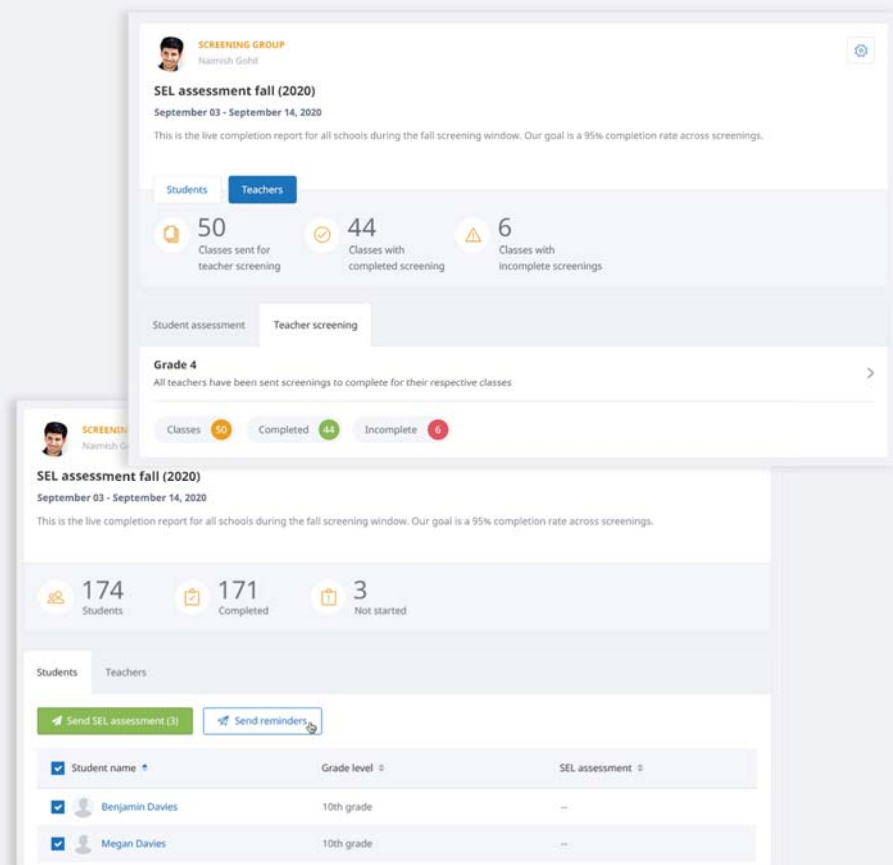 SCREENING GROUP
Naimish Gohil
SEL assessment fall (2020)
September 03 - September 14, 2020
This is the live completion report for all schools during the fall screening window. Our goal is a 95% completion rate across screenings.
Students Teachers
50 44 6
Classes sent for Classes with Classes with
teacher screening completed screening incomplete screenings
Student assessment Teacher screening
Grade 4
All teachers have been sent screenings to complete for their respective classes
Classes 50 Completed 44 Incomplete 6
Naimish
SEL assessment fall (2020)
September 03 - September 14, 2020
This is the live completion report for all schools during the fall screening window. Our goal is a 95% completion rate across screenings.
174 171 3
Students Completed Not started
Students Teachers
Send SEL assessment (3) Send reminders
Student name Grade level SEL assessment
Benjamin Davies 10th grade --
Megan Davies 10th grade --